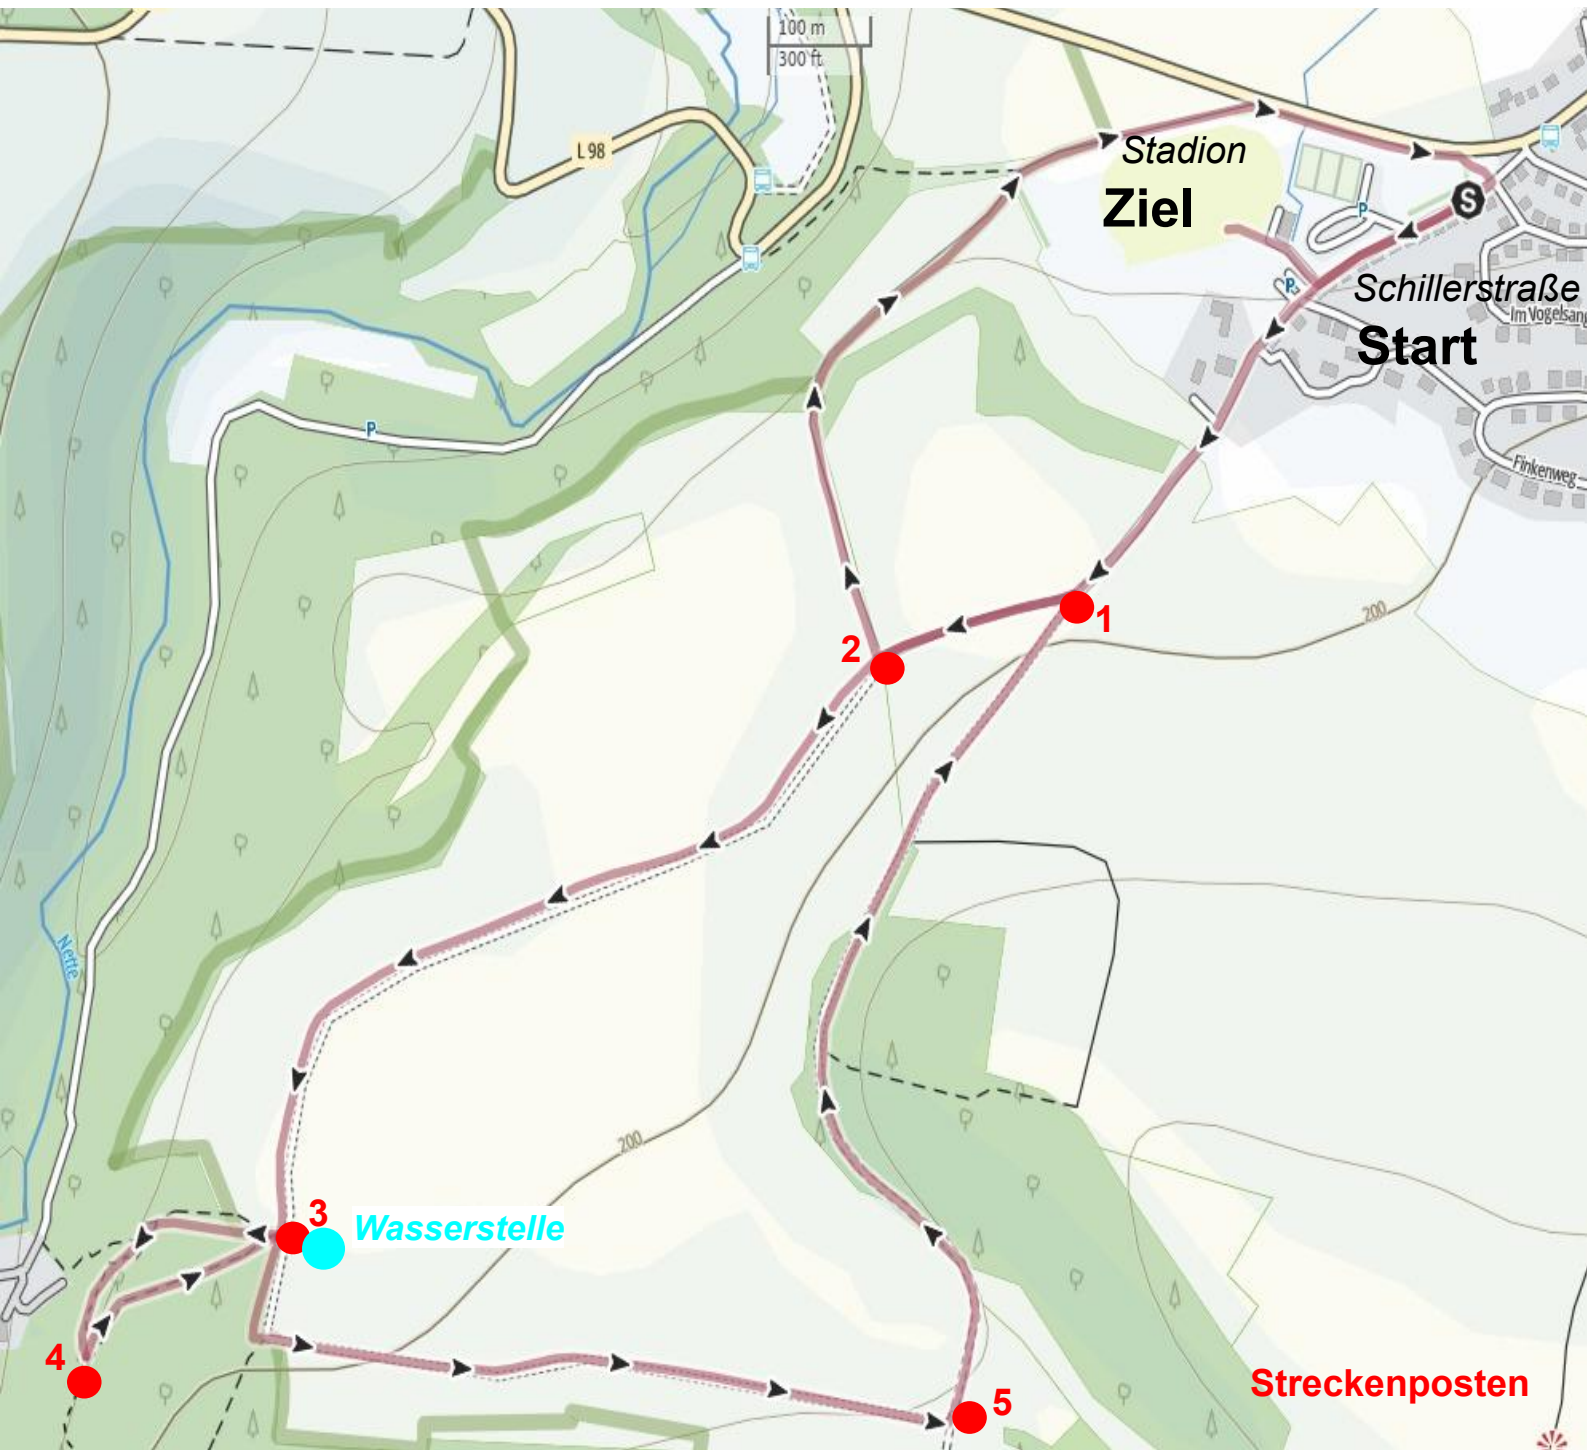 100 m
300 ft
L 98
Stadion
Ziel
P
S
P
Schillerstraße
Im Vogelsang
Start
P
Finkenweg
200
1
2
Nette
200
3
Wasserstelle
4
5
Streckenposten